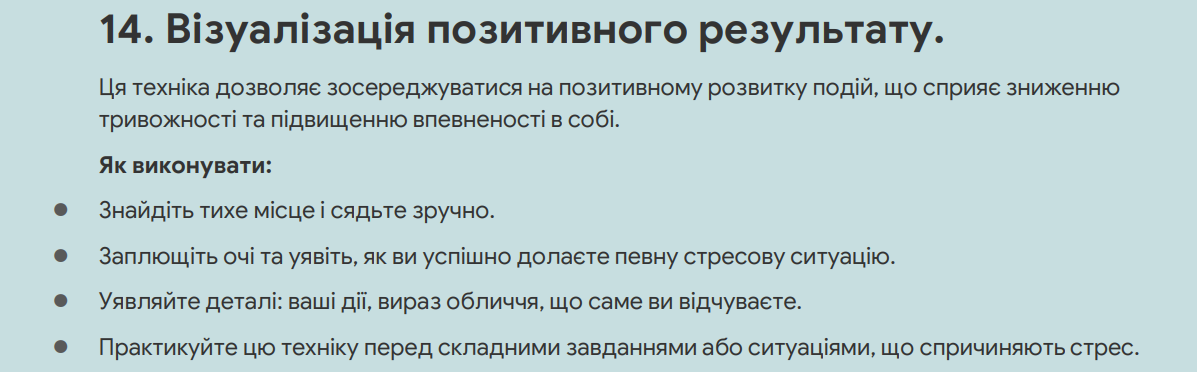 14. Візуалізація позитивного результату.
Ця техніка дозволяє зосереджуватися на позитивному розвитку подій, що сприяє зниженню
тривожності та підвищенню впевненості в собі.
Як виконувати:
● Знайдіть тихе місце і сядьте зручно.
● Заплющіть очі та уявіть, як ви успішно долаєте певну стресову ситуацію.
● Уявляйте деталі: ваші дії, вираз обличчя, що саме ви відчуваєте.
● Практикуйте цю техніку перед складними завданнями або ситуаціями, що спричиняють стрес.